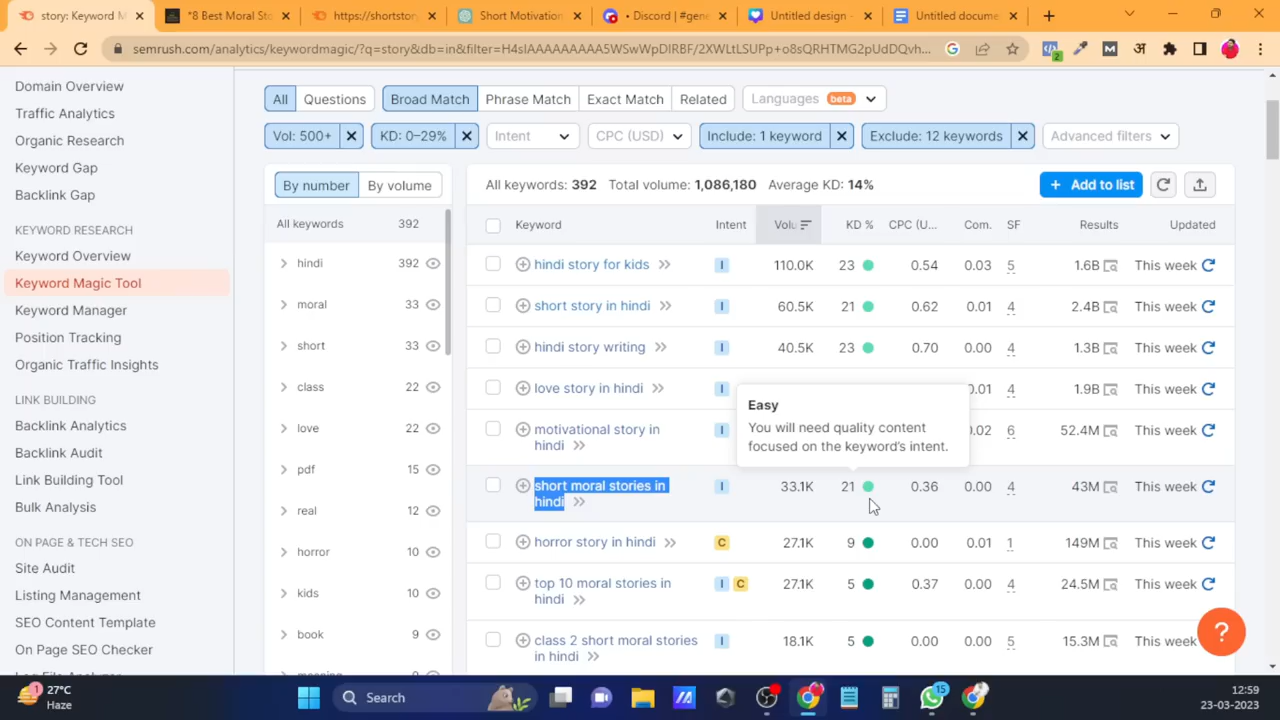 story: Keyword M
"8 Best Moral Sto
https://shortstor
Short Motivation
• Discord | #gene
Untitled design -
Untitled docume
semrush.com/analytics/keywordmagic/?q=story&db=in&filter=
Domain Overview
Traffic Analytics
Organic Research
Keyword Gap
Backlink Gap
KEYWORD RESEARCH
Keyword Overview
Keyword Magic Tool
Keyword Manager
Position Tracking
Organic Traffic Insights
LINK BUILDING
Backlink Analytics
Backlink Audit
Link Building Tool
Bulk Analysis
ON PAGE & TECH SEO
Site Audit
Listing Management
SEO Content Template
On Page SEO Checker
All Questions Broad Match Phrase Match Exact Match Related Languages beta
Vol: 500+ KD: 0–29% Intent CPC (USD) Include: 1 keyword Exclude: 12 keywords Advanced filters
By number By volume
All keywords 392
hindi 392
moral 33
short 33
class 22
love 22
pdf 15
real 12
horror 10
kids 10
book 9
All keywords: 392 Total volume: 1,086,180 Average KD: 14%
+ Add to list
Keyword Intent Volu KD % CPC (U... Com. SF Results Updated
hindi story for kids I 110.0K 23 0.54 0.03 5 1.6B This week
short story in hindi I 60.5K 21 0.62 0.01 4 2.4B This week
hindi story writing I 40.5K 23 0.70 0.00 4 1.3B This week
love story in hindi I 0.01 4 1.9B This week
motivational story in
hindi I 0.02 6 52.4M This week
Easy
You will need quality content
focused on the keyword's intent.
short moral stories in
hindi I 33.1K 21 0.36 0.00 4 43M This week
horror story in hindi C 27.1K 9 0.00 0.01 1 149M This week
top 10 moral stories in
hindi I C 27.1K 5 0.37 0.00 4 24.5M This week
class 2 short moral stories
in hindi I 18.1K 5 0.00 0.00 5 15.3M This week
?
1
27°C
Haze
Search
15
12:59
23-03-2023